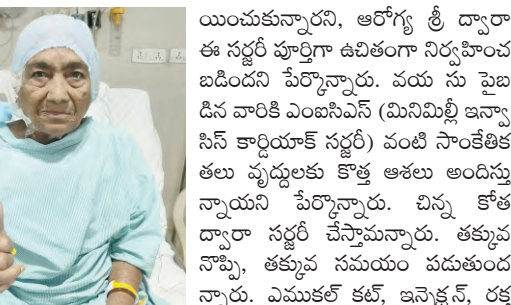 యించుకున్నారని, ఆరోగ్య శ్రీ ద్వారా
ఈ సర్జరీ పూర్తిగా ఉచితంగా నిర్వహించ
బడిందని పేర్కొన్నారు. వయ సు పైబ
డిన వారికి ఎంఐసిఎస్ (మినిమిల్లీ ఇన్వా
సిస్ కార్డియాక్ సర్జరీ) వంటి సాంకేతిక
తలు వృద్ధులకు కొత్త ఆశలు అందిస్తు
న్నాయని పేర్కొన్నారు. చిన్న కోత
ద్వారా సర్జరీ చేస్తామన్నారు. తక్కువ
నొప్పి, తక్కువ సమయం పడుతుంద
న్నారు. ఎముకల్ కట్, ఇన్ఫెక్షన్, రక్త